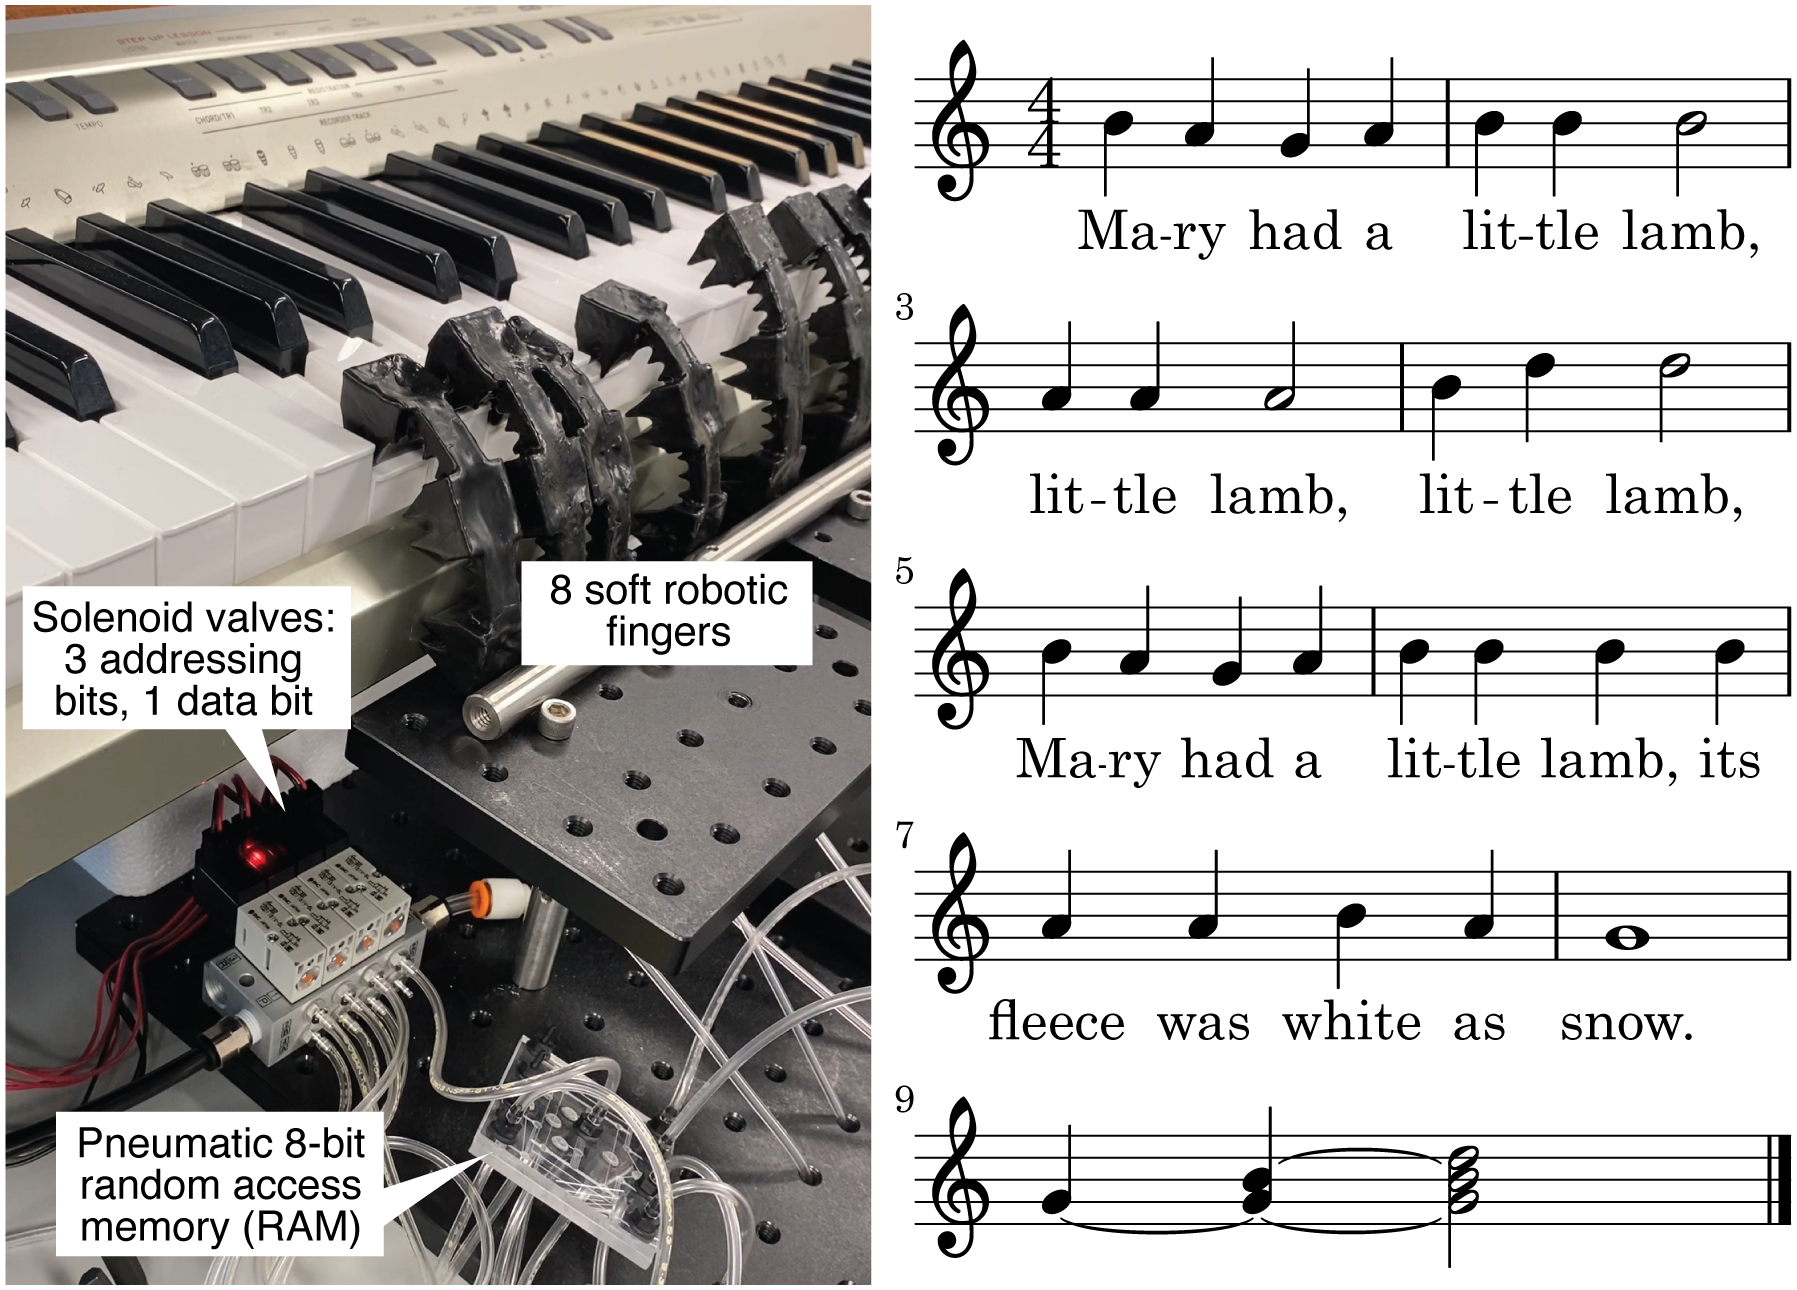 STEP UP LESSON
TEMPO
CHORD/TR1
TR2
TR3
TR4
TR5
REGISTRATION
RECORDER TRACK
8 soft robotic
fingers
Solenoid valves:
3 addressing
bits, 1 data bit
Pneumatic 8-bit
random access
memory (RAM)
4
4
Ma-ry had a lit-tle lamb,
3
lit-tle lamb, lit-tle lamb,
5
Ma-ry had a lit-tle lamb, its
7
fleece was white as snow.
9